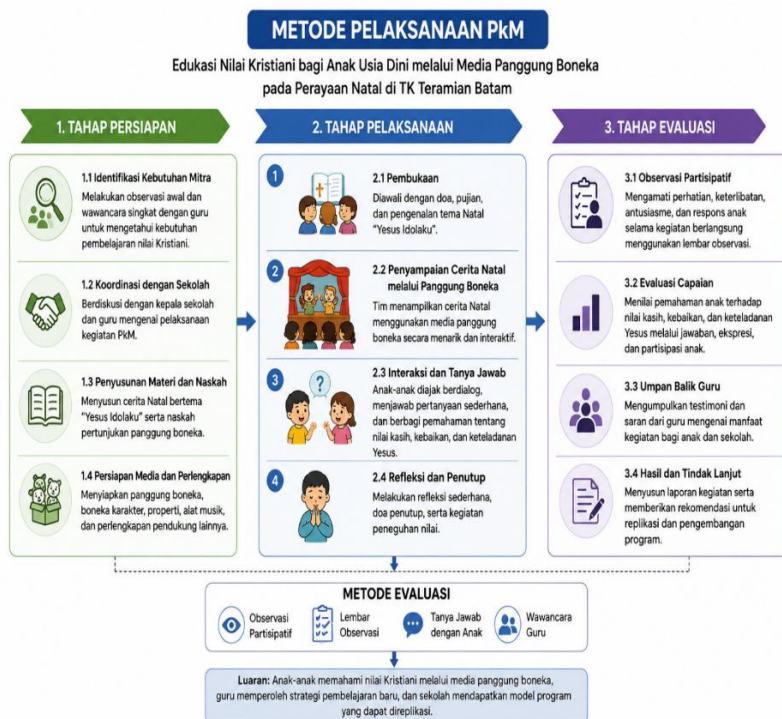 METODE PELAKSANAAN PkM
Edukasi Nilai Kristiani bagi Anak Usia Dini melalui Media Panggung Boneka
pada Perayaan Natal di TK Teramian Batam
1. TAHAP PERSIAPAN
1.1 Identifikasi Kebutuhan Mitra
Melakukan observasi awal dan
wawancara singkat dengan guru
untuk mengetahui kebutuhan
pembelajaran nilai Kristiani.
1.2 Koordinasi dengan Sekolah
Berdiskusi dengan kepala sekolah
dan guru mengenai pelaksanaan
kegiatan PkM.
1.3 Penyusunan Materi dan Naskah
Menyusun cerita Natal bertema
“Yesus Idolaku” serta naskah
pertunjukan panggung boneka.
1.4 Persiapan Media dan Perlengkapan
Menyiapkan panggung boneka,
boneka karakter, properti, alat musik,
dan perlengkapan pendukung lainnya.
2. TAHAP PELAKSANAAN
1
2.1 Pembukaan
Diawali dengan doa, pujian,
dan pengenalan tema Natal
“Yesus Idolaku”.
2
2.2 Penyampaian Cerita Natal
melalui Panggung Boneka
Tim menampilkan cerita Natal
menggunakan media panggung
boneka secara menarik dan interaktif.
3
?
2.3 Interaksi dan Tanya Jawab
Anak-anak diajak berdialog,
menjawab pertanyaan sederhana,
dan berbagi pemahaman tentang
nilai kasih, kebaikan, dan keteladanan
Yesus.
4
2.4 Refleksi dan Penutup
Melakukan refleksi sederhana,
doa penutup, serta kegiatan
peneguhan nilai.
3. TAHAP EVALUASI
3.1 Observasi Partisipatif
Mengamati perhatian, keterlibatan,
antusiasme, dan respons anak
selama kegiatan berlangsung
menggunakan lembar observasi.
3.2 Evaluasi Capaian
Menilai pemahaman anak terhadap
nilai kasih, kebaikan, dan keteladanan
Yesus melalui jawaban, ekspresi,
dan partisipasi anak.
3.3 Umpan Balik Guru
Mengumpulkan testimoni dan
saran dari guru mengenai manfaat
kegiatan bagi anak dan sekolah.
3.4 Hasil dan Tindak Lanjut
Menyusun laporan kegiatan serta
memberikan rekomendasi untuk
replikasi dan pengembangan
program.
METODE EVALUASI
Observasi
Partisipatif
Lembar
Observasi
Tanya Jawab
dengan Anak
Wawancara
Guru
Luaran: Anak-anak memahami nilai Kristiani melalui media panggung boneka,
guru memperoleh strategi pembelajaran baru, dan sekolah mendapatkan model program
yang dapat direplikasi.